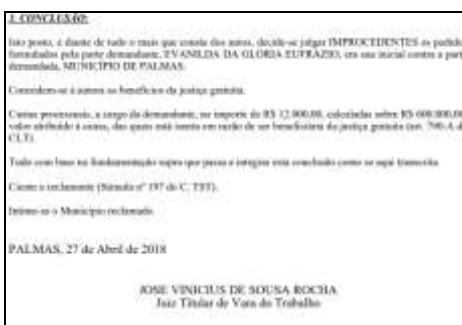 3. CONCLUSÃO:
Isto posto, e diante de tudo o mais que consta dos autos, decide-se julgar IMPROCEDENTES os pedido
formulados pela parte demandante, EVANILDA DA GLORIA EUFRAZIO, em sua inicial contra a part
demandada, MUNICÍPIO DE PALMAS.
Concedem-se à autora os benefícios da justiça gratuita.
Custas processuais, a cargo da demandante, no importe de R$ 12.000,00, calculadas sobre R$ 600.000,00
valor atribuído à causa, das quais está isenta em razão de ser beneficiária da justiça gratuita (art. 790-A d
CLT).
Tudo com base na fundamentação supra que passa a integrar esta conclusão como se aqui transcrita.
Ciente a reclamante (Súmula nº 197 do C. TST).
Intime-se o Município reclamado.
PALMAS, 27 de Abril de 2018
JOSE VINICIUS DE SOUSA ROCHA
Juiz Titular de Vara do Trabalho